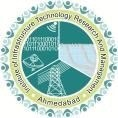 Institute of Infrastructure Technology Research And Management
Ahmedabad